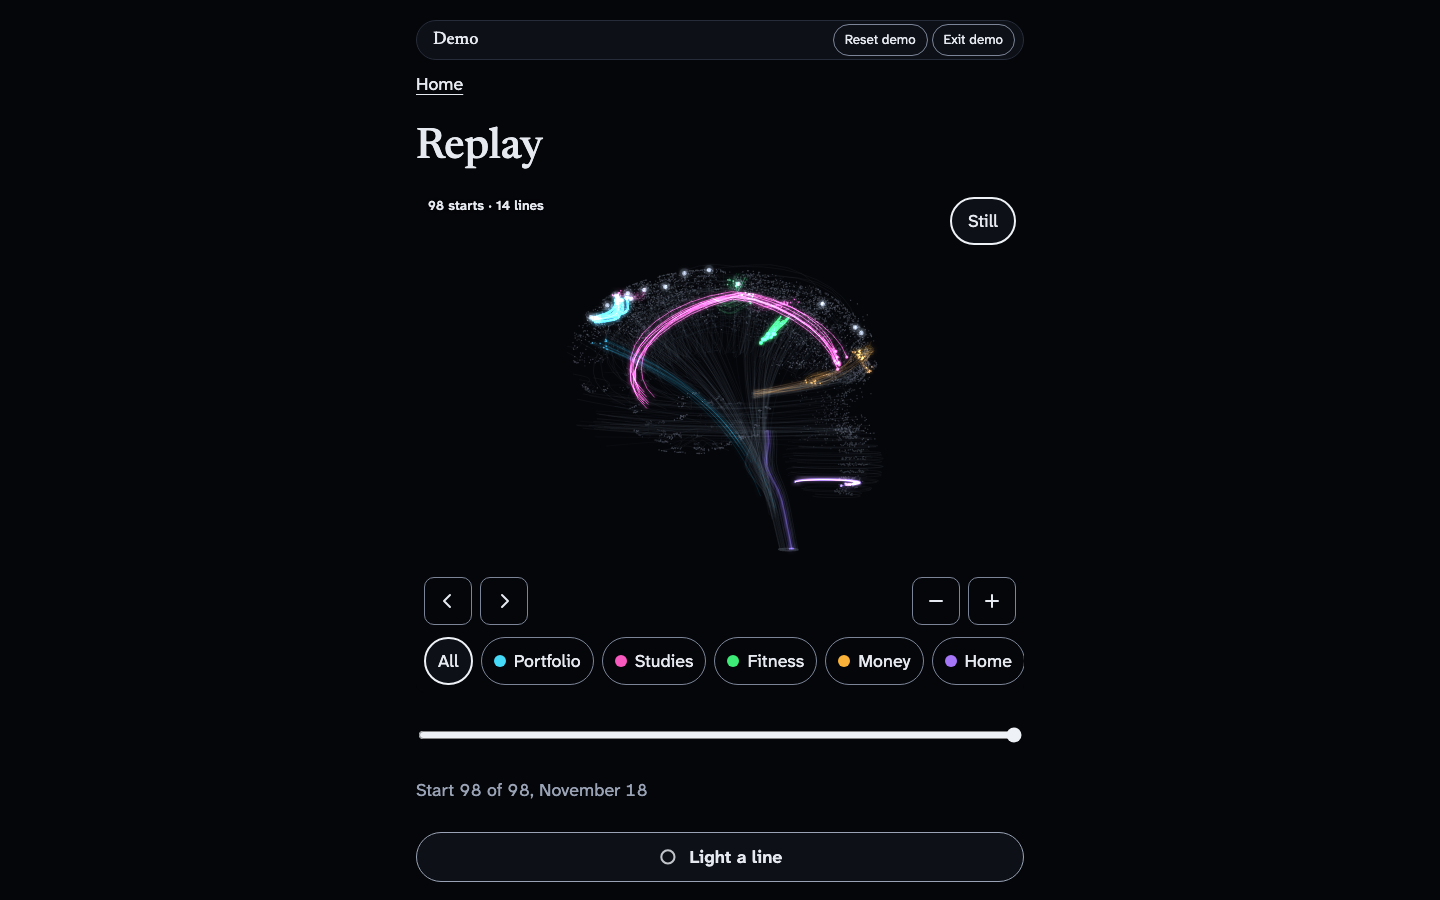 Demo
Reset demo
Exit demo
Home
Replay
98 starts · 14 lines
Still
All
Portfolio
Studies
Fitness
Money
Home
Start 98 of 98, November 18
Light a line